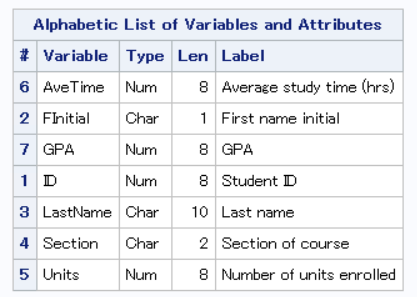 Alphabetic List of Variables and Attributes
# Variable Type Len Label
6 AveTime Num 8 Average study time (hrs)
2 FInitial Char 1 First name initial
7 GPA Num 8 GPA
1 ID Num 8 Student ID
3 LastName Char 10 Last name
4 Section Char 2 Section of course
5 Units Num 8 Number of units enrolled